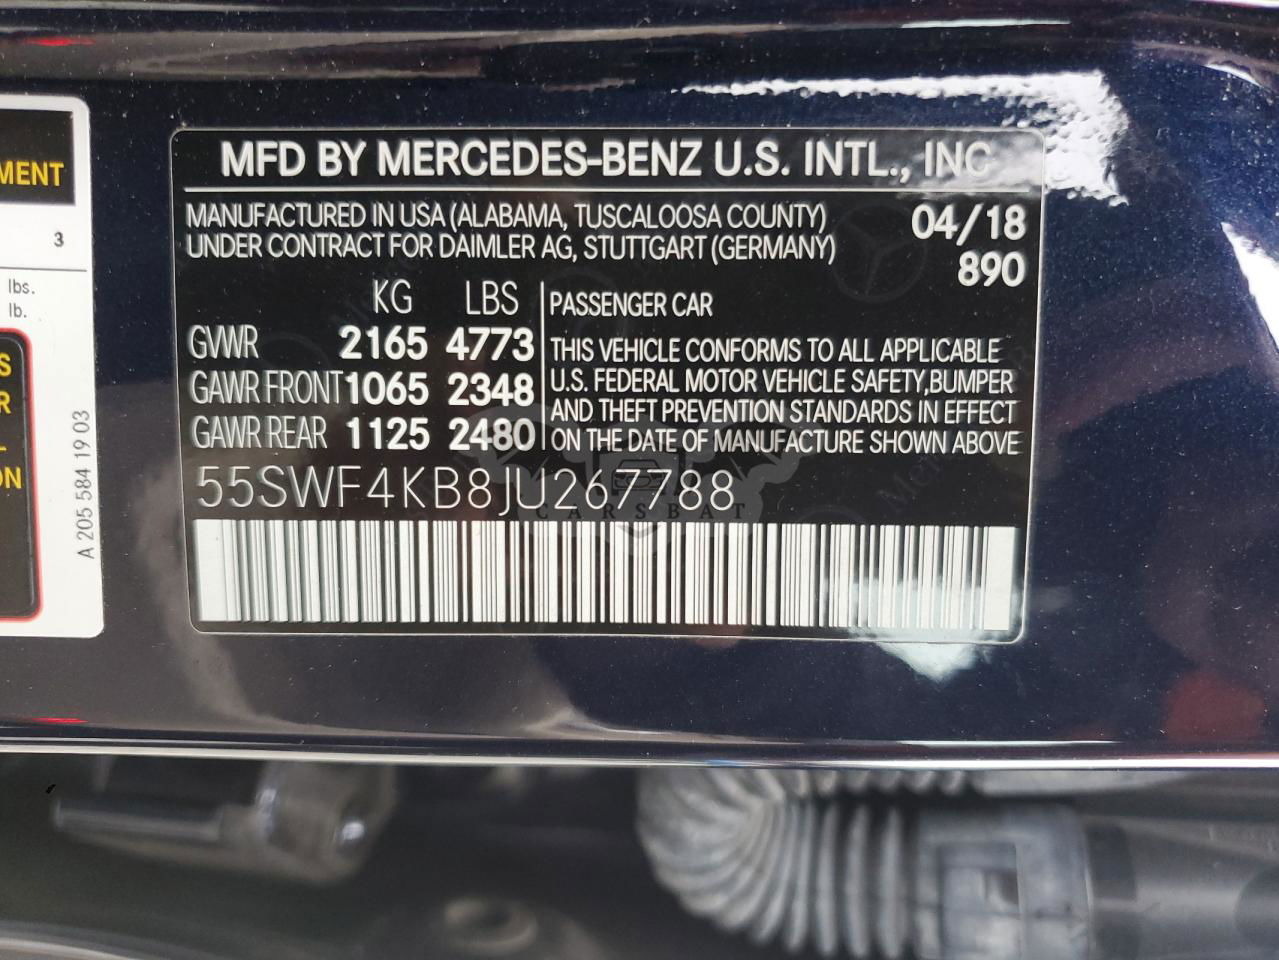 MENT
3
lbs.
lb.
S
R
L
ON
A 205 584 19 03
MFD BY MERCEDES-BENZ U.S. INTL., INC
MANUFACTURED IN USA (ALABAMA, TUSCALOOSA COUNTY) 04/18
UNDER CONTRACT FOR DAIMLER AG, STUTTGART (GERMANY) 890
KG LBS
GVWR 2165 4773
GAWR FRONT 1065 2348
GAWR REAR 1125 2480
PASSENGER CAR
THIS VEHICLE CONFORMS TO ALL APPLICABLE
U.S. FEDERAL MOTOR VEHICLE SAFETY,BUMPER
AND THEFT PREVENTION STANDARDS IN EFFECT
ON THE DATE OF MANUFACTURE SHOWN ABOVE
55SWF4KB8JU267788
CARSBAT